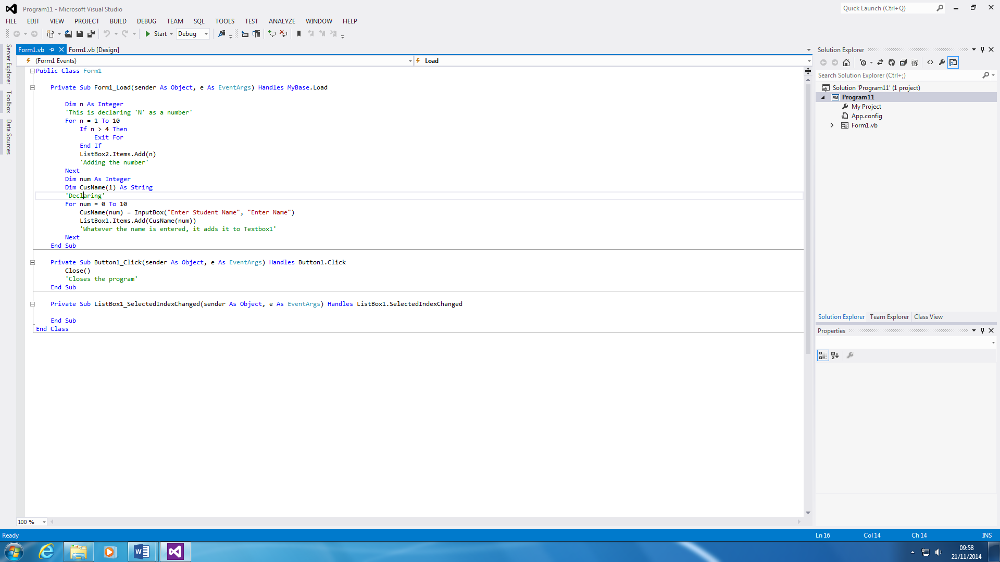 Program11 - Microsoft Visual Studio
Quick Launch (Ctrl+Q)
FILE EDIT VIEW PROJECT BUILD DEBUG TEAM SQL TOOLS TEST ANALYZE WINDOW HELP
Start Debug
Server Explorer
Toolbox
Data Sources
Form1.vb Form1.vb [Design]
(Form1 Events) Load
Public Class Form1
Private Sub Form1_Load(sender As Object, e As EventArgs) Handles MyBase.Load
Dim n As Integer
'This is declaring 'N' as a number'
For n = 1 To 10
If n > 4 Then
Exit For
End If
ListBox2.Items.Add(n)
'Adding the number'
Next
Dim num As Integer
Dim CusName(1) As String
'Declaring'
For num = 0 To 10
CusName(num) = InputBox("Enter Student Name", "Enter Name")
ListBox1.Items.Add(CusName(num))
'Whatever the name is entered, it adds it to Textbox1'
Next
End Sub
Private Sub Button1_Click(sender As Object, e As EventArgs) Handles Button1.Click
Close()
'Closes the program'
End Sub
Private Sub ListBox1_SelectedIndexChanged(sender As Object, e As EventArgs) Handles ListBox1.SelectedIndexChanged
End Sub
End Class
100 %
Solution Explorer
Search Solution Explorer (Ctrl+;)
Solution 'Program11' (1 project)
VB Program11
My Project
App.config
Form1.vb
Solution Explorer Team Explorer Class View
Properties
Ready Ln 16 Col 14 Ch 14 INS
09:58
21/11/2014